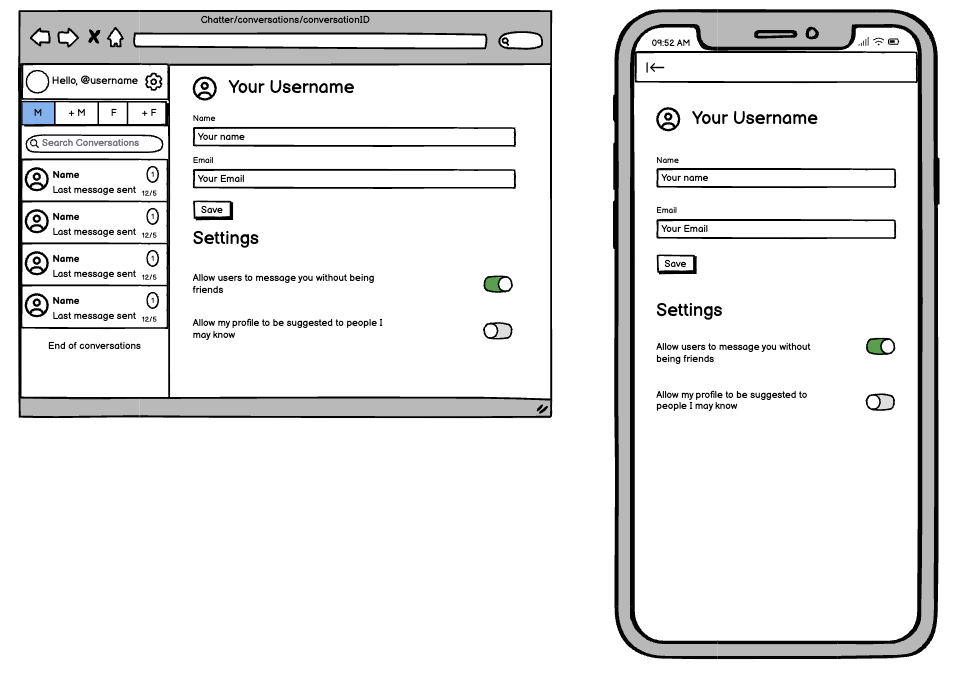 Chatter/conversations/conversationID
Hello, @username
M
+ M
F
+ F
Search Conversations
Name
1
Last message sent 12/5
Name
1
Last message sent 12/5
Name
1
Last message sent 12/5
Name
1
Last message sent 12/5
End of conversations
Your Username
Name
Your name
Email
Your Email
Save
Settings
Allow users to message you without being
friends
Allow my profile to be suggested to people I
may know
09:52 AM
Your Username
Name
Your name
Email
Your Email
Save
Settings
Allow users to message you without
being friends
Allow my profile to be suggested to
people I may know